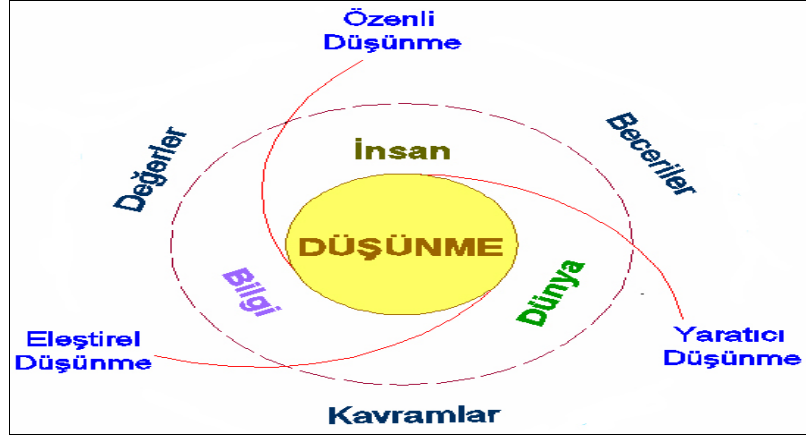 Özenli
Düşünme
Değerler
Beceriler
İnsan
DÜŞÜNME
Bilgi
Dünya
Eleştirel
Düşünme
Yaratıcı
Düşünme
Kavramlar